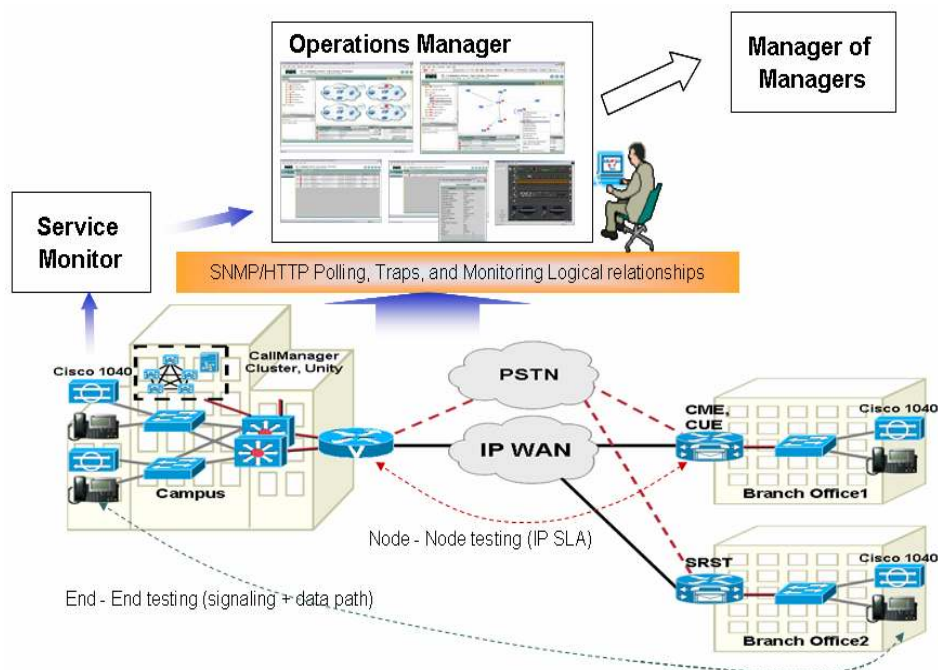 Operations Manager
Manager of
Managers
Service
Monitor
SNMP/HTTP Polling, Traps, and Monitoring Logical relationships
Cisco 1040
CallManager
Cluster, Unity
PSTN
CME,
CUE
Cisco 1040
IP WAN
V
Campus
Branch Office1
Node - Node testing (IP SLA)
SRST
Cisco 1040
End - End testing (signaling + data path)
Branch Office2